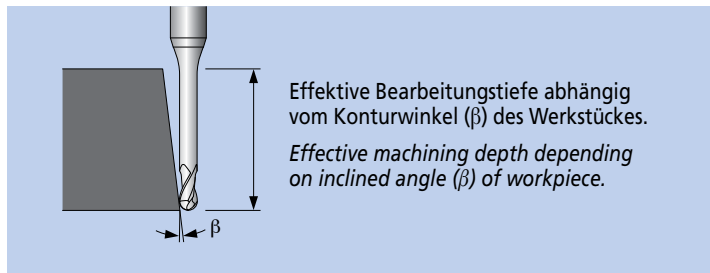 Effektive Bearbeitungstiefe abhängig
vom Konturwinkel (β) des Werkstückes.
Effective machining depth depending
on inclined angle (β) of workpiece.
β